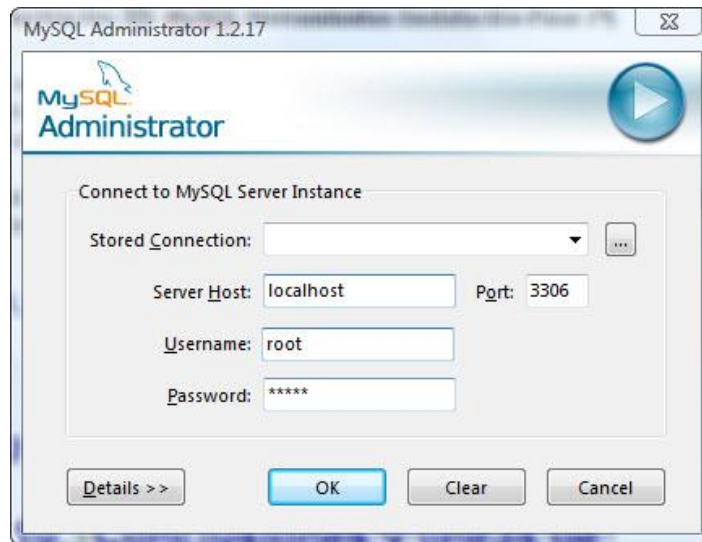 MySQL Administrator 1.2.17
MySQL
Administrator
Connect to MySQL Server Instance
Stored Connection:
...
Server Host: localhost Port: 3306
Username: root
Password: *****
Details >> OK Clear Cancel